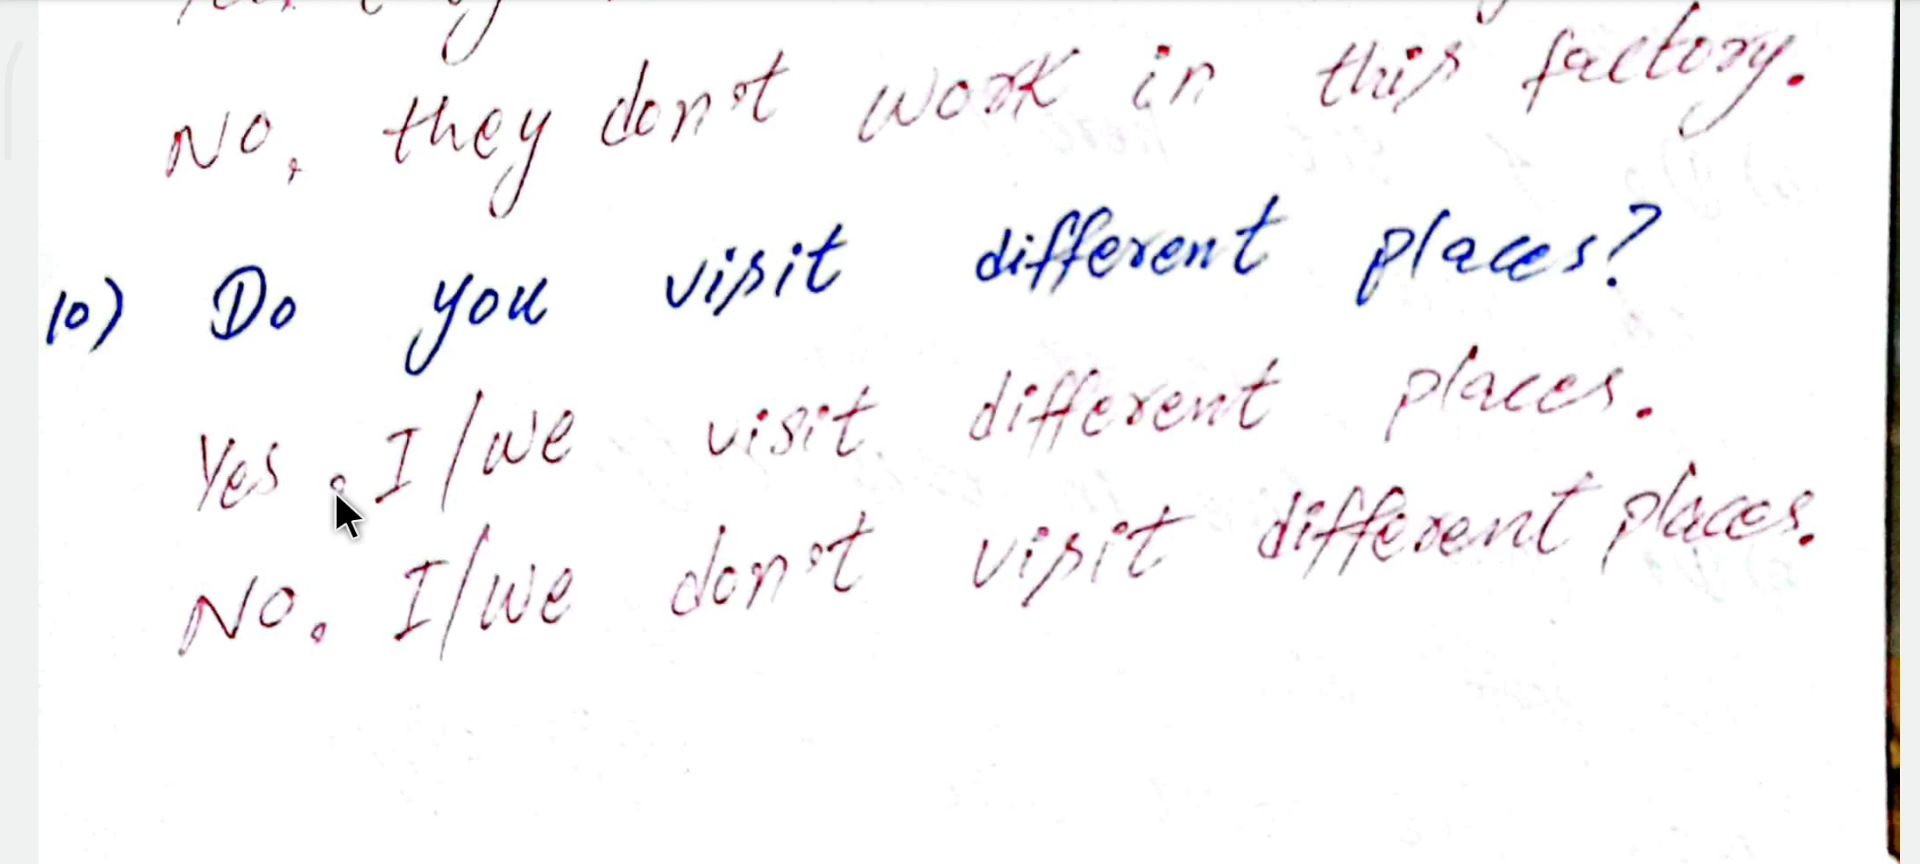 No, they don't work in this factory.
10) Do you visit different places?
Yes, I/we visit different places.
No, I/we don't visit different places.